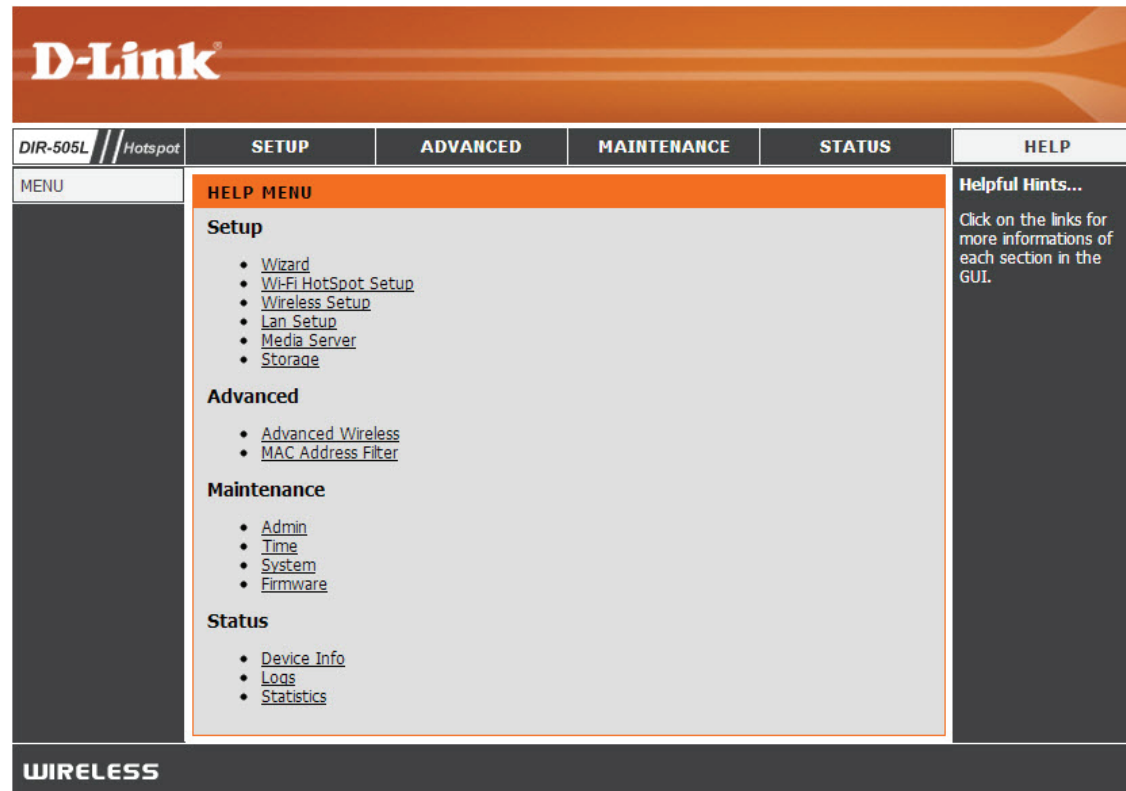 D-Link®
DIR-505L // Hotspot
SETUP
ADVANCED
MAINTENANCE
STATUS
HELP
MENU
HELP MENU
Setup
• Wizard
• Wi-Fi HotSpot Setup
• Wireless Setup
• Lan Setup
• Media Server
• Storage
Advanced
• Advanced Wireless
• MAC Address Filter
Maintenance
• Admin
• Time
• System
• Firmware
Status
• Device Info
• Logs
• Statistics
Helpful Hints...
Click on the links for
more informations of
each section in the
GUI.
WIRELESS